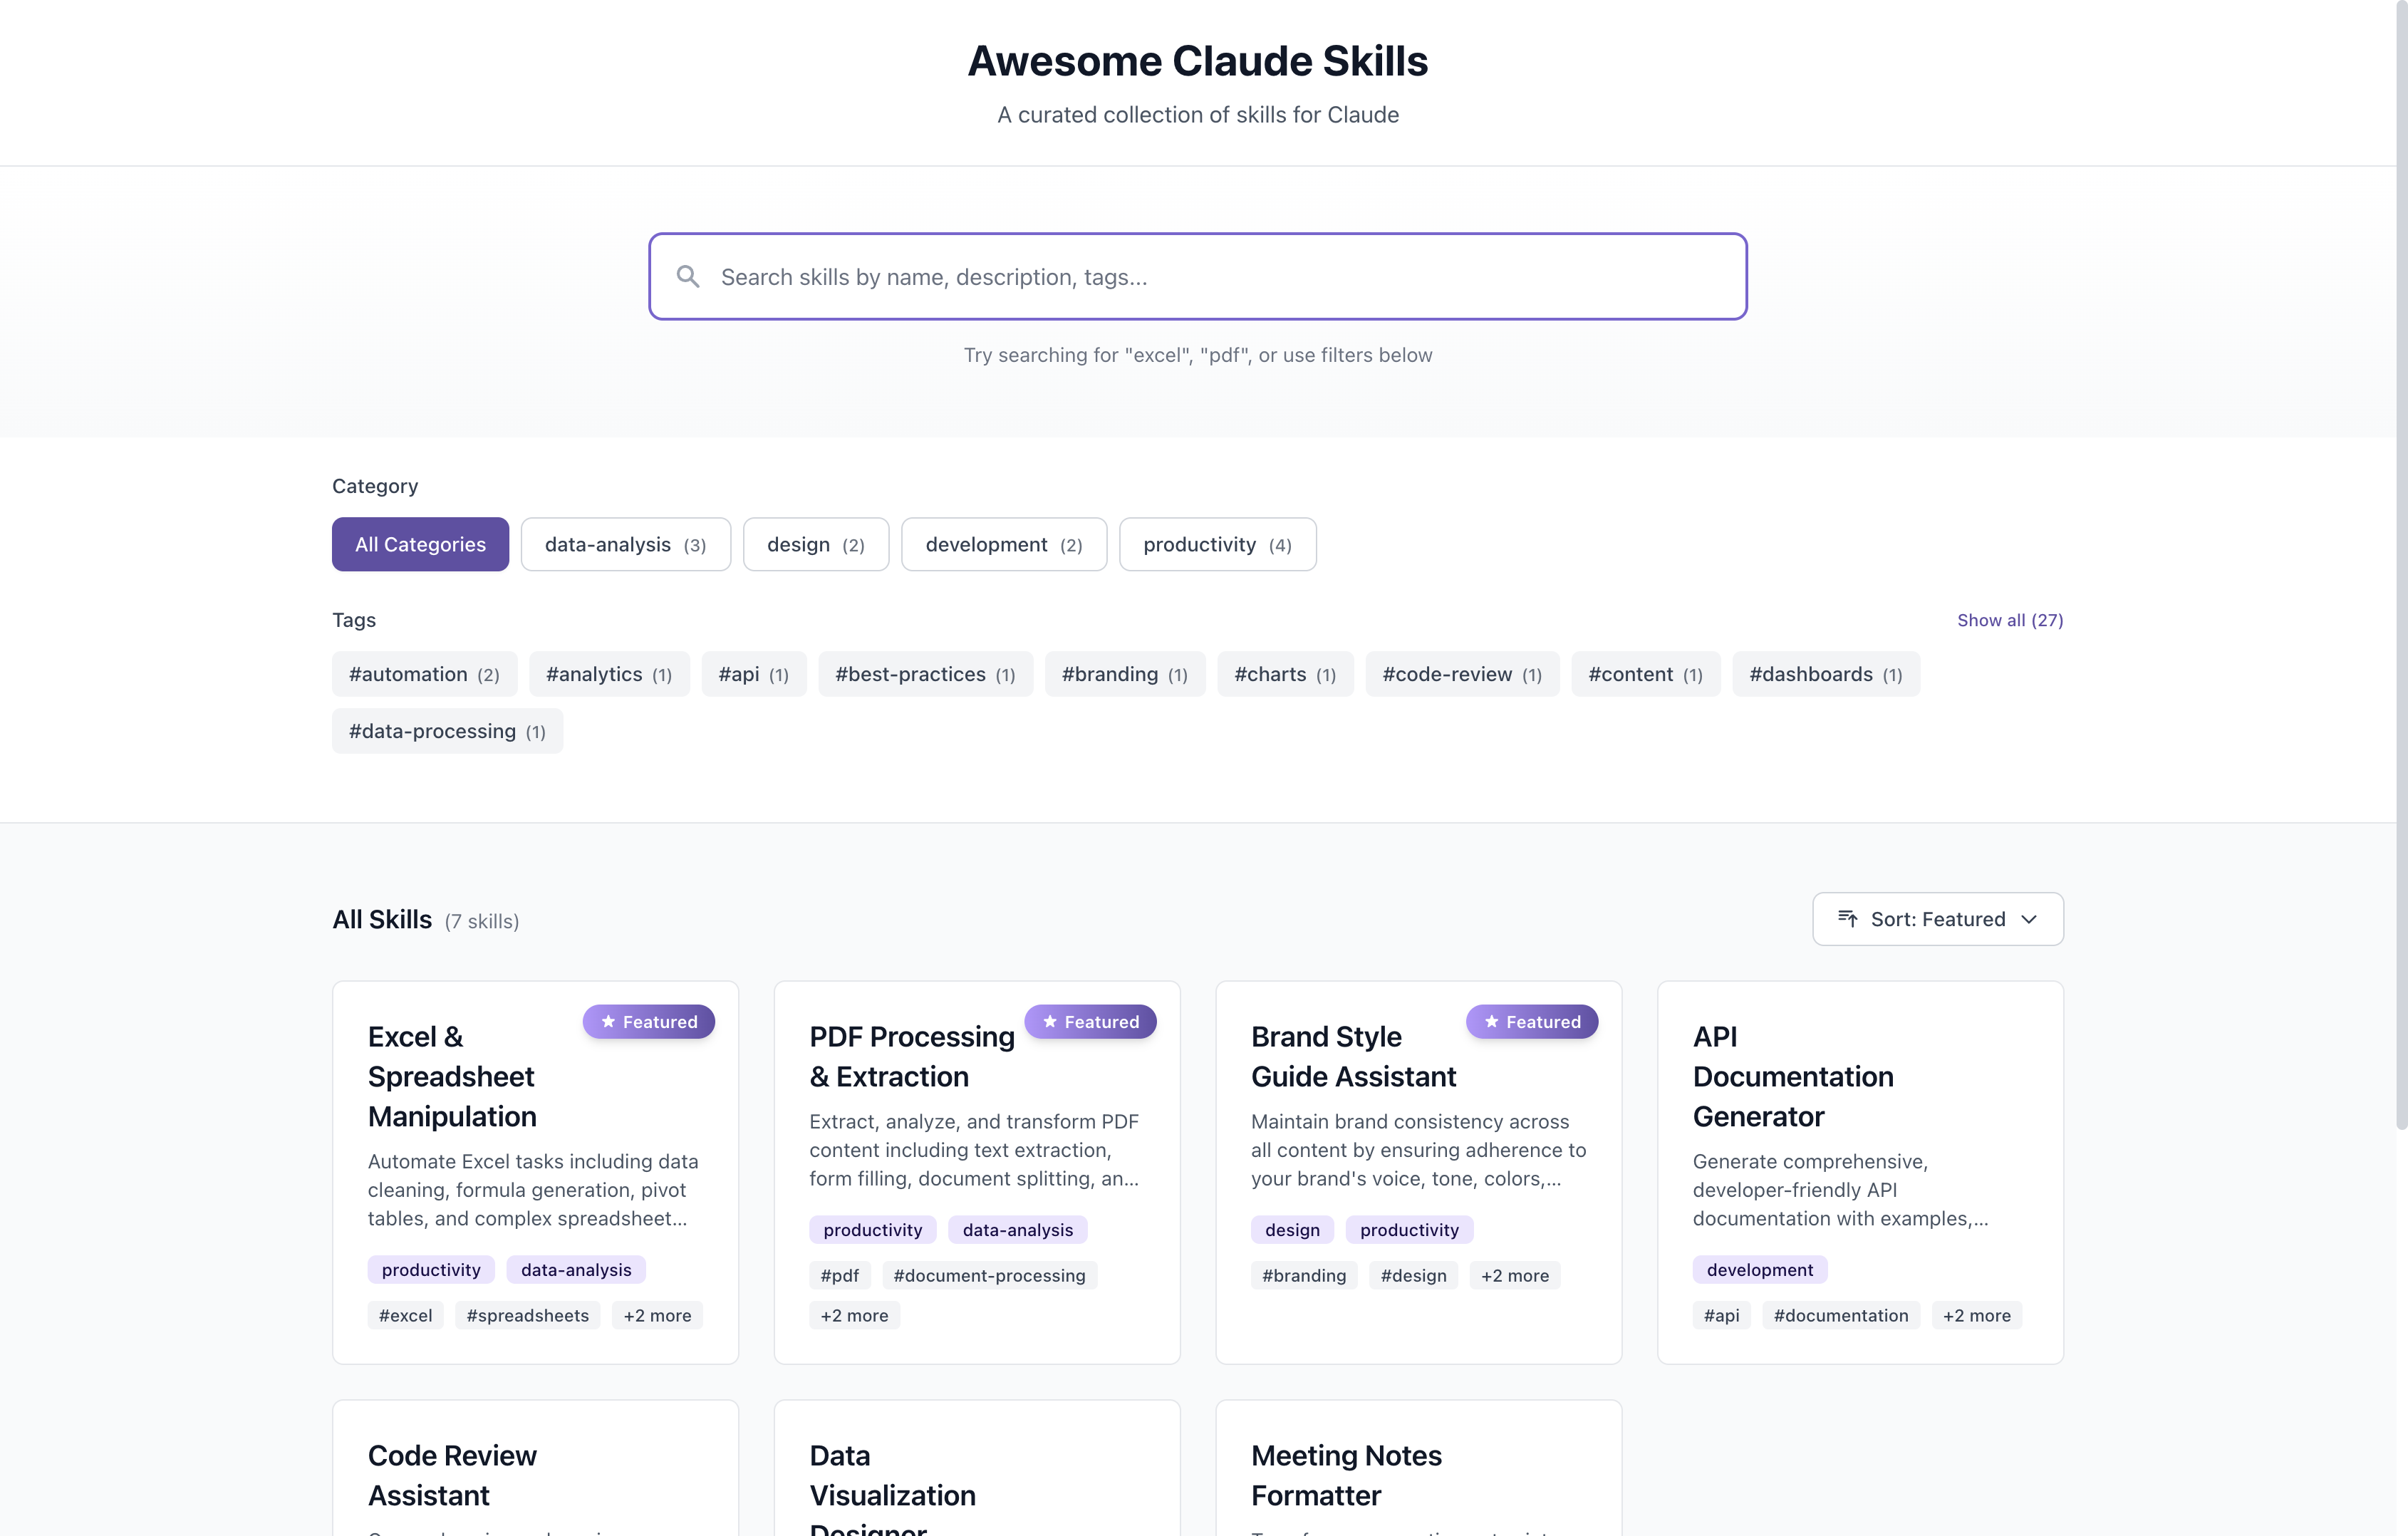 Awesome Claude Skills
A curated collection of skills for Claude
Search skills by name, description, tags...
Try searching for "excel", "pdf", or use filters below
Category
All Categories data-analysis (3) design (2) development (2) productivity (4)
Tags Show all (27)
#automation (2) #analytics (1) #api (1) #best-practices (1) #branding (1) #charts (1) #code-review (1) #content (1) #dashboards (1)
#data-processing (1)
All Skills (7 skills) Sort: Featured
Featured
Excel &
Spreadsheet
Manipulation
Automate Excel tasks including data
cleaning, formula generation, pivot
tables, and complex spreadsheet...
productivity data-analysis
#excel #spreadsheets +2 more
Featured
PDF Processing
& Extraction
Extract, analyze, and transform PDF
content including text extraction,
form filling, document splitting, an...
productivity data-analysis
#pdf #document-processing
+2 more
Featured
Brand Style
Guide Assistant
Maintain brand consistency across
all content by ensuring adherence to
your brand's voice, tone, colors,...
design productivity
#branding #design +2 more
API
Documentation
Generator
Generate comprehensive,
developer-friendly API
documentation with examples,...
development
#api #documentation +2 more
Code Review
Assistant
Data
Visualization
Designer
Meeting Notes
Formatter